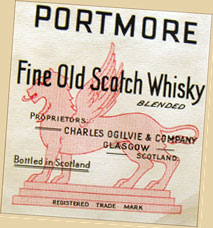 PORTMORE
Fine Old Scotch Whisky
BLENDED
PROPRIETORS.
CHARLES OGILVIE & COMPANY
GLASGOW
SCOTLAND.
Bottled in Scotland
REGISTERED TRADE MARK